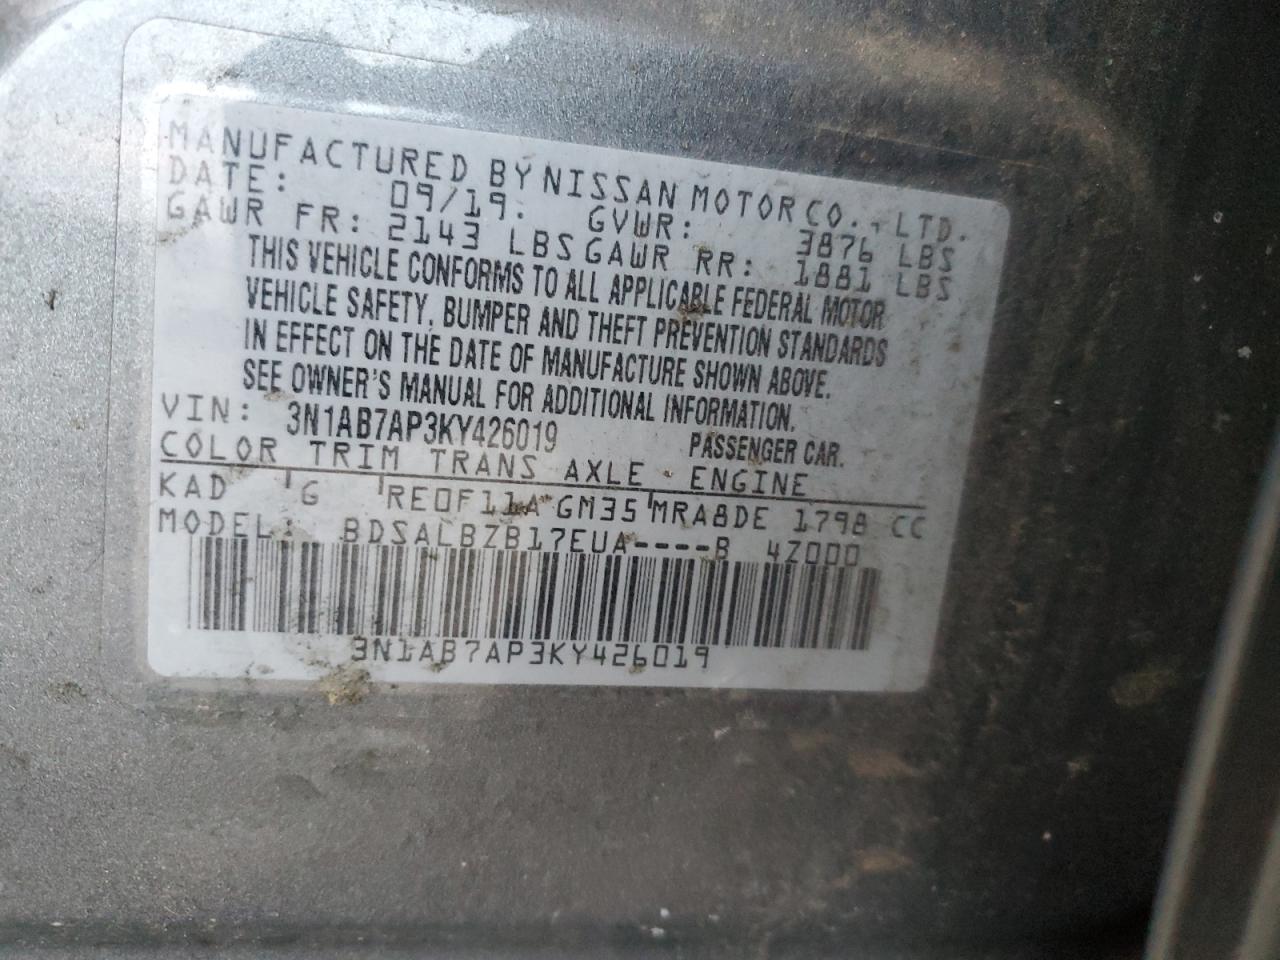 MANUFACTURED BY NISSAN MOTOR CO., LTD.
DATE: 09/19. GVWR: 3876 LBS
GAWR FR: 2143 LBS GAWR RR: 1881 LBS
THIS VEHICLE CONFORMS TO ALL APPLICABLE FEDERAL MOTOR
VEHICLE SAFETY, BUMPER AND THEFT PREVENTION STANDARDS
IN EFFECT ON THE DATE OF MANUFACTURE SHOWN ABOVE.
SEE OWNER'S MANUAL FOR ADDITIONAL INFORMATION.
VIN: 3N1AB7AP3KY426019 PASSENGER CAR.
COLOR TRIM TRANS AXLE ENGINE
KAD G RE0F11A GM35 MRA8DE 1798 CC
MODEL: BDSALBZB17EUA----B 4Z000
3N1AB7AP3KY426019